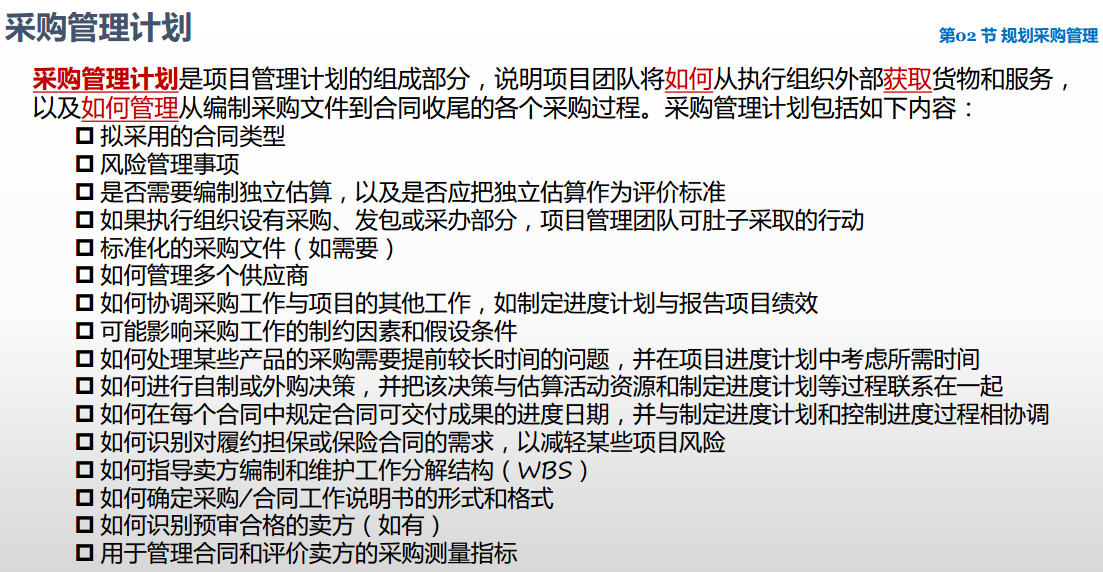 采购管理计划
第02 节 规划采购管理
采购管理计划是项目管理计划的组成部分，说明项目团队将如何从执行组织外部获取货物和服务，
以及如何管理从编制采购文件到合同收尾的各个采购过程。采购管理计划包括如下内容：
拟采用的合同类型
风险管理事项
是否需要编制独立估算，以及是否应把独立估算作为评价标准
如果执行组织设有采购、发包或采办部分，项目管理团队可肚子采取的行动
标准化的采购文件（如需要）
如何管理多个供应商
如何协调采购工作与项目的其他工作，如制定进度计划与报告项目绩效
可能影响采购工作的制约因素和假设条件
如何处理某些产品的采购需要提前较长时间的问题，并在项目进度计划中考虑所需时间
如何进行自制或外购决策，并把该决策与估算活动资源和制定进度计划等过程联系在一起
如何在每个合同中规定合同可交付成果的进度日期，并与制定进度计划和控制进度过程相协调
如何识别对履约担保或保险合同的需求，以减轻某些项目风险
如何指导卖方编制和维护工作分解结构（WBS）
如何确定采购/合同工作说明书的形式和格式
如何识别预审合格的卖方（如有）
用于管理合同和评价卖方的采购测量指标